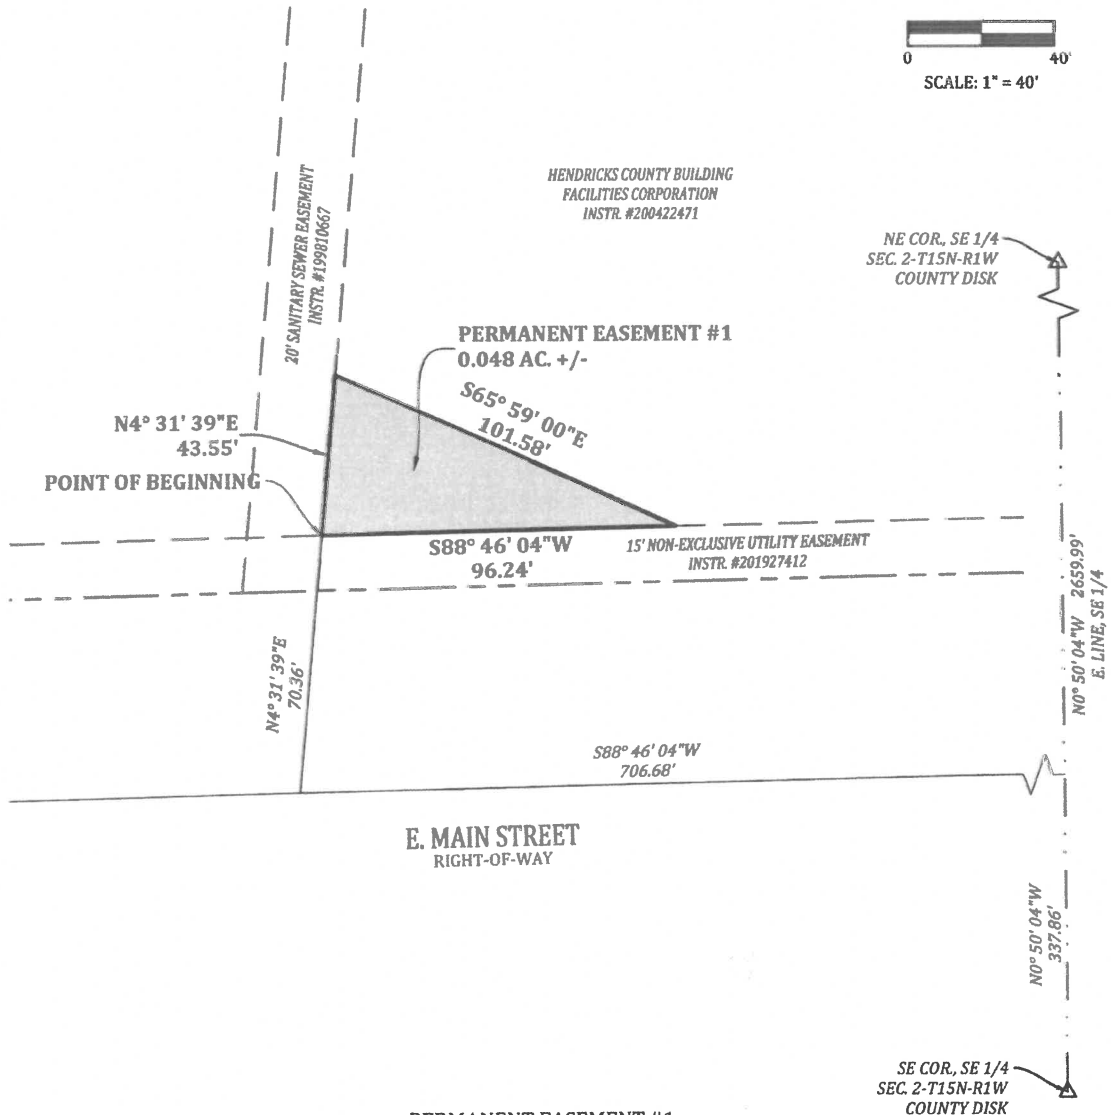 0 40'
SCALE: 1" = 40'
HENDRICKS COUNTY BUILDING
FACILITIES CORPORATION
INSTR. #200422471
NE COR., SE 1/4
SEC. 2-T15N-R1W
COUNTY DISK
20' SANITARY SEWER EASEMENT
INSTR. #199810667
PERMANENT EASEMENT #1
0.048 AC. +/-
S65° 59' 00"E
101.58'
N4° 31' 39"E
43.55'
POINT OF BEGINNING
S88° 46' 04"W
96.24'
15' NON-EXCLUSIVE UTILITY EASEMENT
INSTR. #201927412
N0° 50' 04"W 2659.99'
E. LINE, SE 1/4
N4° 31' 39"E
70.36'
S88° 46' 04"W
706.68'
E. MAIN STREET
RIGHT-OF-WAY
N0° 50' 04"W
337.86'
SE COR., SE 1/4
SEC. 2-T15N-R1W
COUNTY DISK
PERMANENT EASEMENT #1